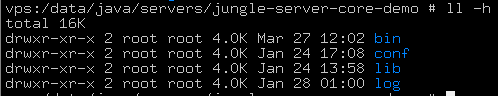 vps:/data/java/servers/jungle-server-core-demo # ll -h
total 16K
drwxr-xr-x 2 root root 4.0K Mar 27 12:02 bin
drwxr-xr-x 2 root root 4.0K Jan 24 17:08 conf
drwxr-xr-x 2 root root 4.0K Jan 24 13:58 lib
drwxr-xr-x 2 root root 4.0K Jan 28 01:00 log